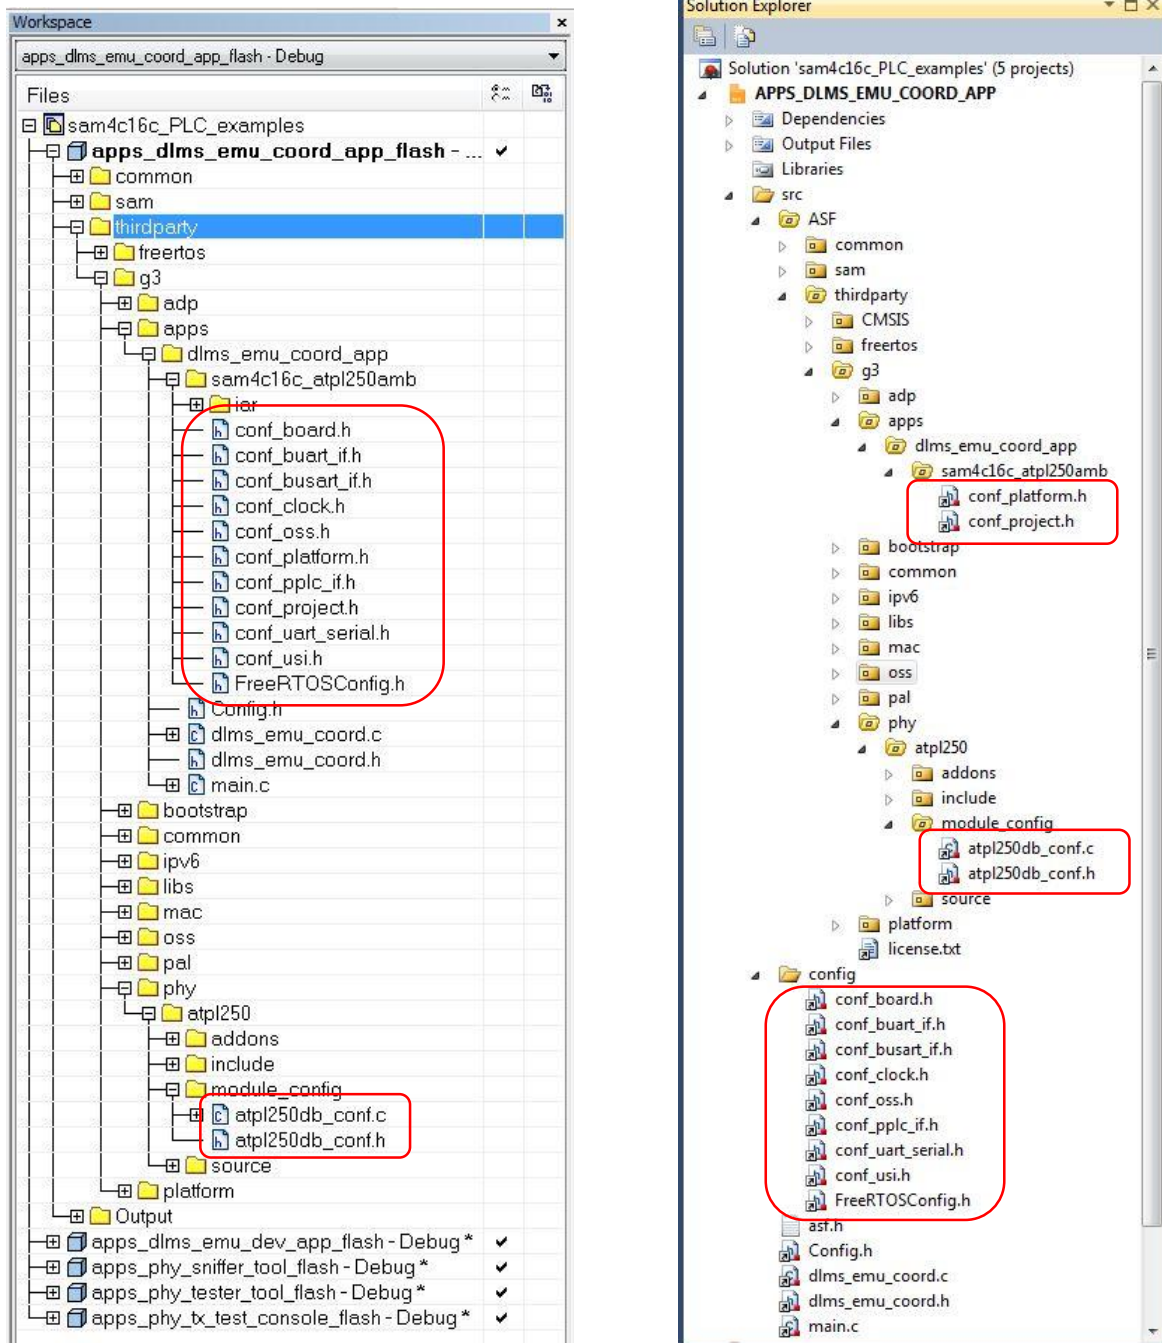 Workspace
apps_dlms_emu_coord_app_flash - Debug
Files
sam4c16c_PLC_examples
apps_dlms_emu_coord_app_flash - ...
common
sam
thirdparty
freertos
g3
adp
apps
dlms_emu_coord_app
sam4c16c_atpl250amb
iar
conf_board.h
conf_buart_if.h
conf_busart_if.h
conf_clock.h
conf_oss.h
conf_platform.h
conf_pplc_if.h
conf_project.h
conf_uart_serial.h
conf_usi.h
FreeRTOSConfig.h
Config.h
dlms_emu_coord.c
dlms_emu_coord.h
main.c
bootstrap
common
ipv6
libs
mac
oss
pal
phy
atpl250
addons
include
module_config
atpl250db_conf.c
atpl250db_conf.h
source
platform
Output
apps_dlms_emu_dev_app_flash - Debug *
apps_phy_sniffer_tool_flash - Debug *
apps_phy_tester_tool_flash - Debug *
apps_phy_tx_test_console_flash - Debug *
Solution Explorer
Solution 'sam4c16c_PLC_examples' (5 projects)
APPS_DLMS_EMU_COORD_APP
Dependencies
Output Files
Libraries
src
ASF
common
sam
thirdparty
CMSIS
freertos
g3
adp
apps
dlms_emu_coord_app
sam4c16c_atpl250amb
conf_platform.h
conf_project.h
bootstrap
common
ipv6
libs
mac
oss
pal
phy
atpl250
addons
include
module_config
atpl250db_conf.c
atpl250db_conf.h
source
platform
license.txt
config
conf_board.h
conf_buart_if.h
conf_busart_if.h
conf_clock.h
conf_oss.h
conf_pplc_if.h
conf_uart_serial.h
conf_usi.h
FreeRTOSConfig.h
asf.h
Config.h
dlms_emu_coord.c
dlms_emu_coord.h
main.c